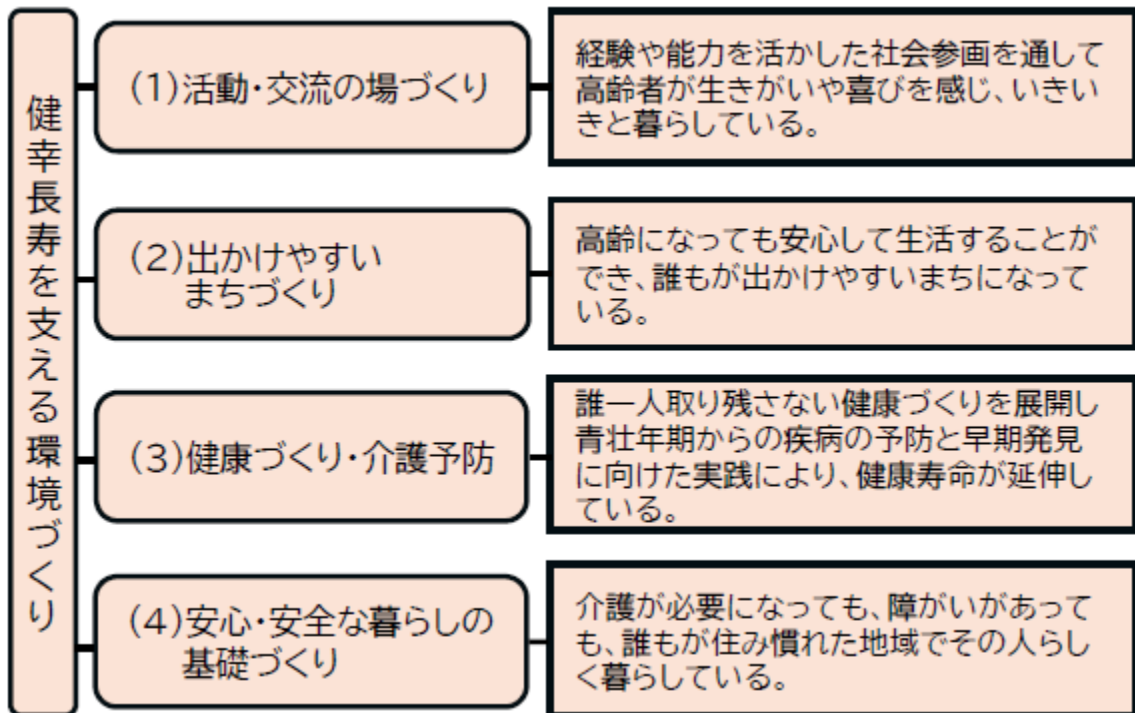 健幸長寿を支える環境づくり
(1)活動・交流の場づくり
経験や能力を活かした社会参画を通して
高齢者が生きがいや喜びを感じ、いきい
きと暮らしている。
(2)出かけやすい
まちづくり
高齢になっても安心して生活することが
でき、誰もが出かけやすいまちになって
いる。
(3)健康づくり・介護予防
誰一人取り残さない健康づくりを展開し
青壮年期からの疾病の予防と早期発見
に向けた実践により、健康寿命が延伸し
ている。
(4)安心・安全な暮らしの
基礎づくり
介護が必要になっても、障がいがあって
も、誰もが住み慣れた地域でその人らし
く暮らしている。